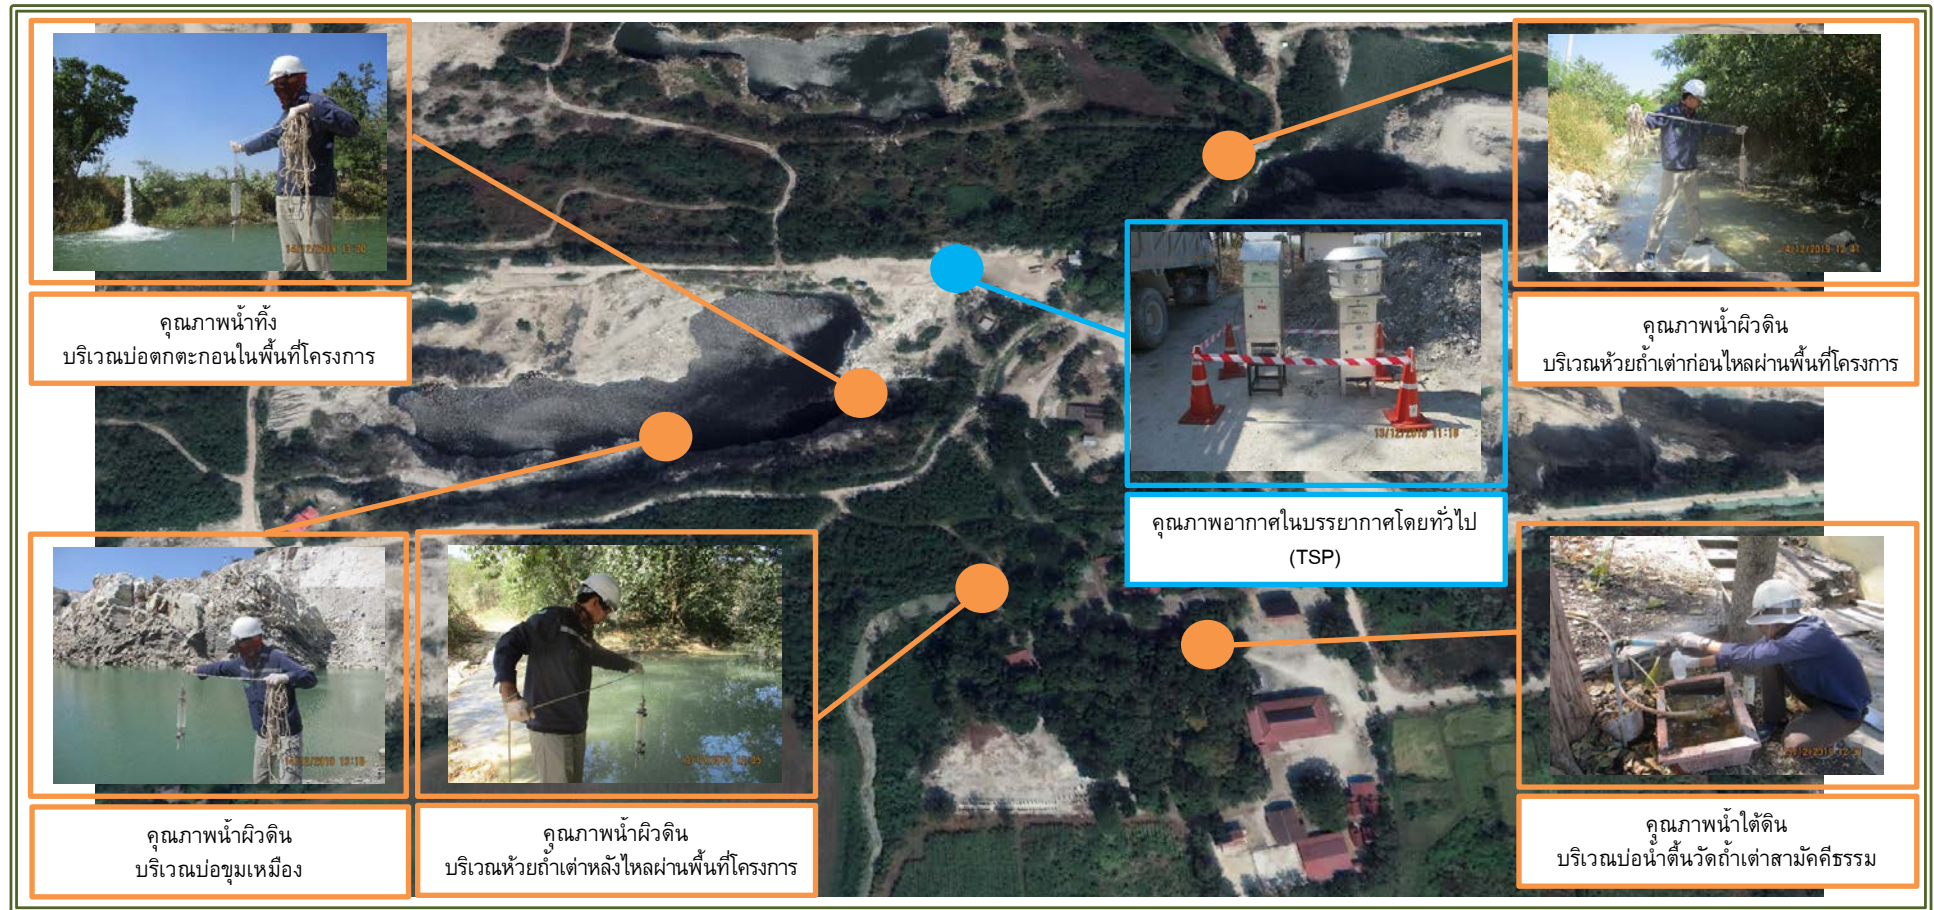 คุณภาพน้ำทิ้ง
บริเวณบ่อตกตะกอนในพื้นที่โครงการ
คุณภาพน้ำผิวดิน
บริเวณห้วยถ้ำเต่าก่อนไหลผ่านพื้นที่โครงการ
13/12/2019 11:18
คุณภาพอากาศในบรรยากาศโดยทั่วไป
(TSP)
คุณภาพน้ำผิวดิน
บริเวณบ่อขุมเหมือง
คุณภาพน้ำผิวดิน
บริเวณห้วยถ้ำเต่าหลังไหลผ่านพื้นที่โครงการ
คุณภาพน้ำใต้ดิน
บริเวณบ่อน้ำตื้นวัดถ้ำเต่าสามัคคีธรรม